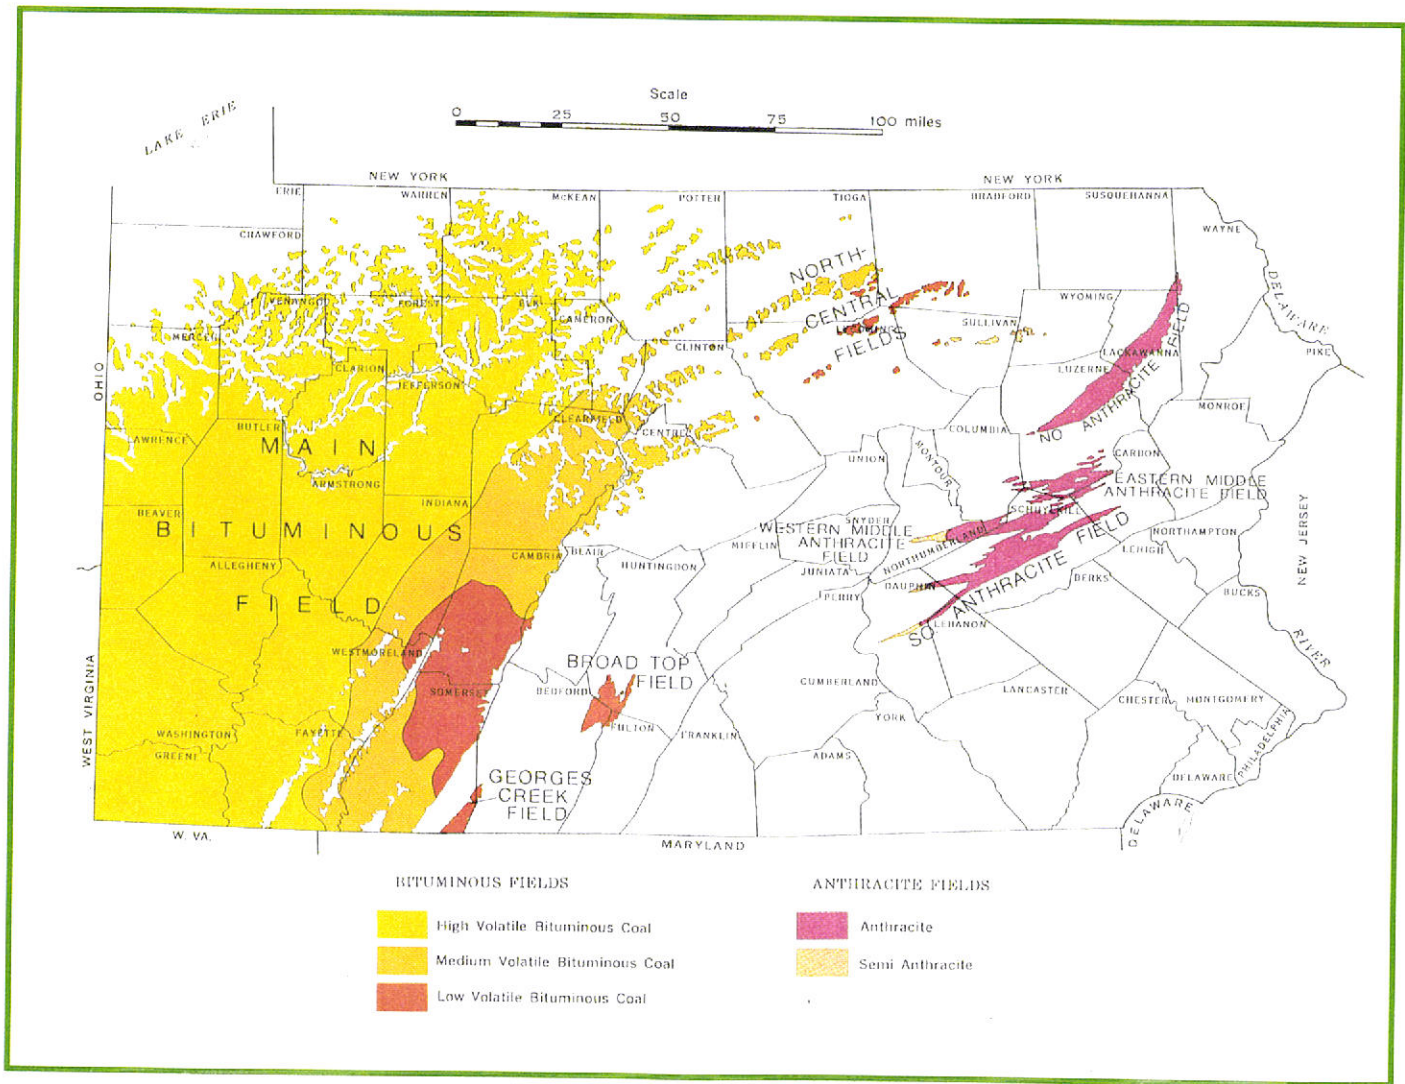 Scale
0 25 50 75 100 miles
LAKE ERIE
NEW YORK
NEW YORK
ERIE
WARREN
McKEAN
POTTER
TIOGA
BRADFORD
SUSQUEHANNA
WAYNE
CRAWFORD
NORTH-
CENTRAL
FIELDS
DELAWARE
RIVER
VENANGO
FOREST
ELK
CAMERON
WYOMING
SULLIVAN
LYCOMING
MERCER
CLINTON
PIKE
LACKAWANNA
LUZERNE
NO ANTHRACITE FIELD
CLARION
JEFFERSON
OHIO
CLEARFIELD
CENTRE
COLUMBIA
MONROE
BUTLER
LAWRENCE
MAIN
BITUMINOUS
FIELD
UNION
MONTOUR
CARBON
ARMSTRONG
INDIANA
EASTERN MIDDLE
ANTHRACITE FIELD
BEAVER
SCHUYLKILL
SNYDER
WESTERN MIDDLE
ANTHRACITE
FIELD
NORTHUMBERLAND
MIFFLIN
NORTHAMPTON
LEHIGH
NEW JERSEY
CAMBRIA
BLAIR
HUNTINGDON
ALLEGHENY
JUNIATA
DAUPHIN
BERKS
BUCKS
PERRY
SO. ANTHRACITE FIELD
LEBANON
WESTMORELAND
BROAD TOP
FIELD
SOMERSET
BEDFORD
CUMBERLAND
LANCASTER
CHESTER
MONTGOMERY
WEST VIRGINIA
WASHINGTON
FAYETTE
FULTON
FRANKLIN
YORK
PHILADELPHIA
GREENE
ADAMS
DELAWARE
GEORGES
CREEK
FIELD
DELAWARE
W. VA.
MARYLAND
BITUMINOUS FIELDS
High Volatile Bituminous Coal
Medium Volatile Bituminous Coal
Low Volatile Bituminous Coal
ANTHRACITE FIELDS
Anthracite
Semi Anthracite